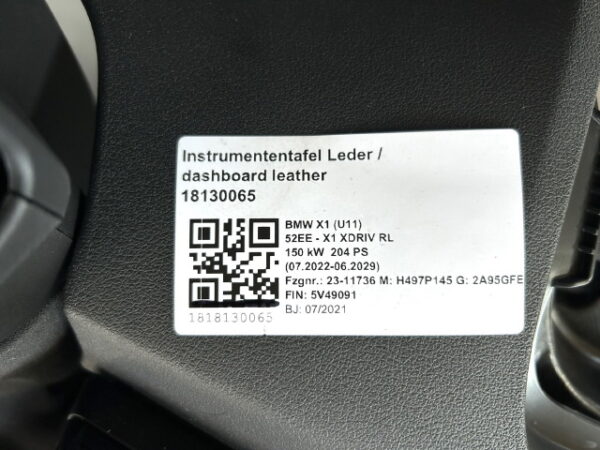 Instrumententafel Leder /
dashboard leather
18130065
BMW X1 (U11)
52EE - X1 XDRIV RL
150 kW 204 PS
(07.2022-06.2029)
Fzgnr.: 23-11736 M: H497P145 G: 2A95GFE
FIN: 5V49091
BJ: 07/2021
1818130065